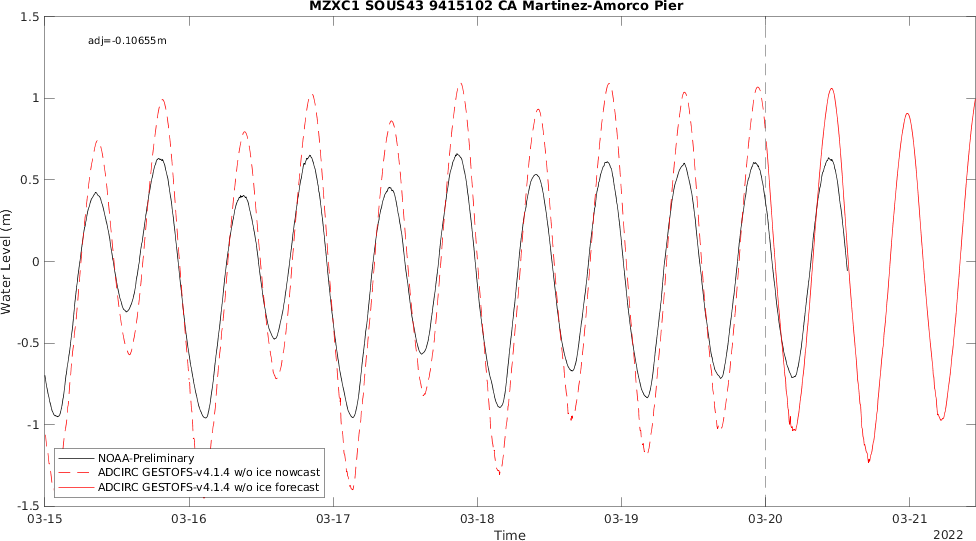 MZXC1 SOUS43 9415102 CA Martinez-Amorco Pier
adj=-0.10655m
1.5
1
0.5
0
-0.5
-1
-1.5
Water Level (m)
NOAA-Preliminary
ADCIRC GESTOFS-v4.1.4 w/o ice nowcast
ADCIRC GESTOFS-v4.1.4 w/o ice forecast
03-15 03-16 03-17 03-18 03-19 03-20 03-21
Time
2022